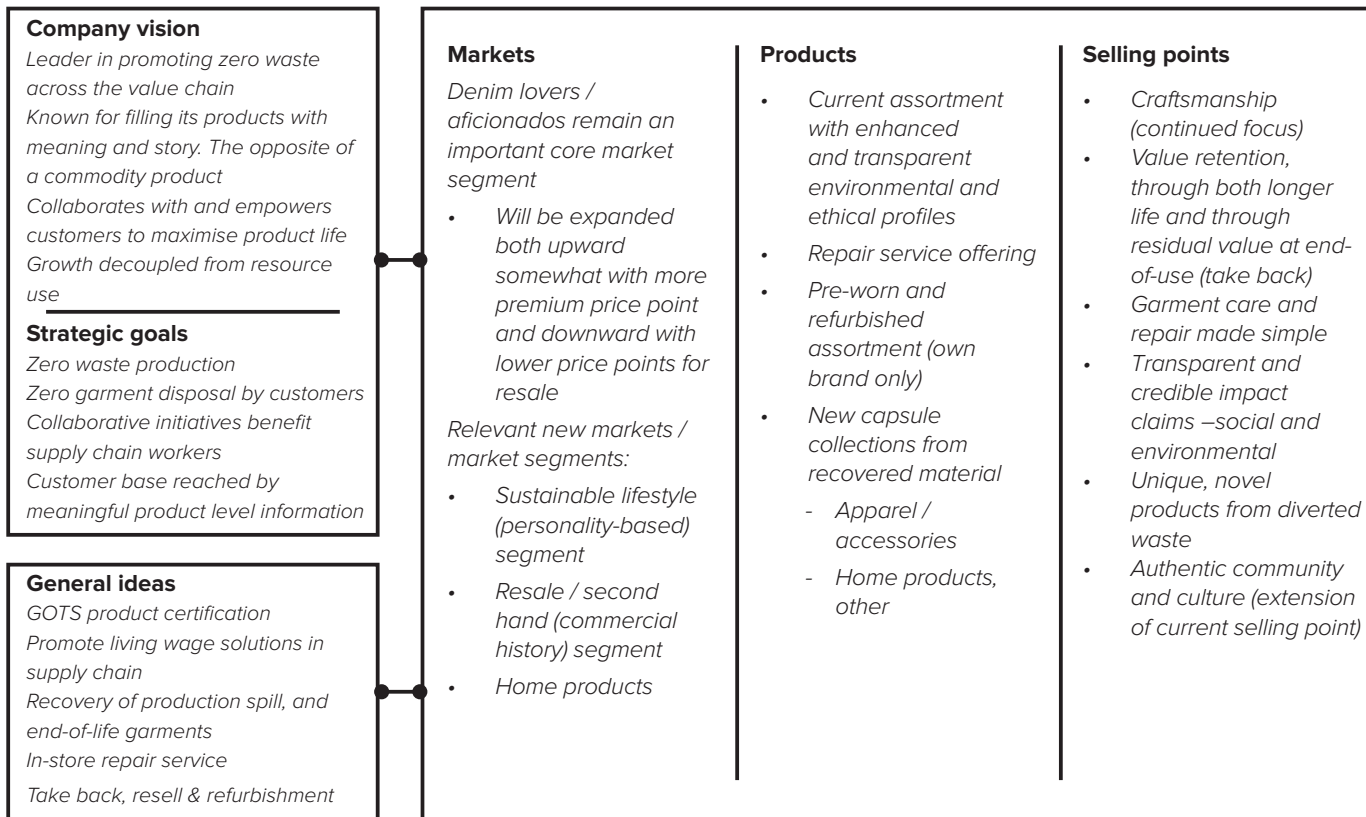 Company vision
Leader in promoting zero waste
across the value chain
Known for filling its products with
meaning and story. The opposite of
a commodity product
Collaborates with and empowers
customers to maximise product life
Growth decoupled from resource
use
Strategic goals
Zero waste production
Zero garment disposal by customers
Collaborative initiatives benefit
supply chain workers
Customer base reached by
meaningful product level information
General ideas
GOTS product certification
Promote living wage solutions in
supply chain
Recovery of production spill, and
end-of-life garments
In-store repair service
Take back, resell & refurbishment
Markets
Denim lovers /
aficionados remain an
important core market
segment
• Will be expanded
both upward
somewhat with more
premium price point
and downward with
lower price points for
resale
Relevant new markets /
market segments:
• Sustainable lifestyle
(personality-based)
segment
• Resale / second
hand (commercial
history) segment
• Home products
Products
• Current assortment
with enhanced
and transparent
environmental and
ethical profiles
• Repair service offering
• Pre-worn and
refurbished
assortment (own
brand only)
• New capsule
collections from
recovered material
- Apparel /
accessories
- Home products,
other
Selling points
• Craftsmanship
(continued focus)
• Value retention,
through both longer
life and through
residual value at end-
of-use (take back)
• Garment care and
repair made simple
• Transparent and
credible impact
claims –social and
environmental
• Unique, novel
products from diverted
waste
• Authentic community
and culture (extension
of current selling point)